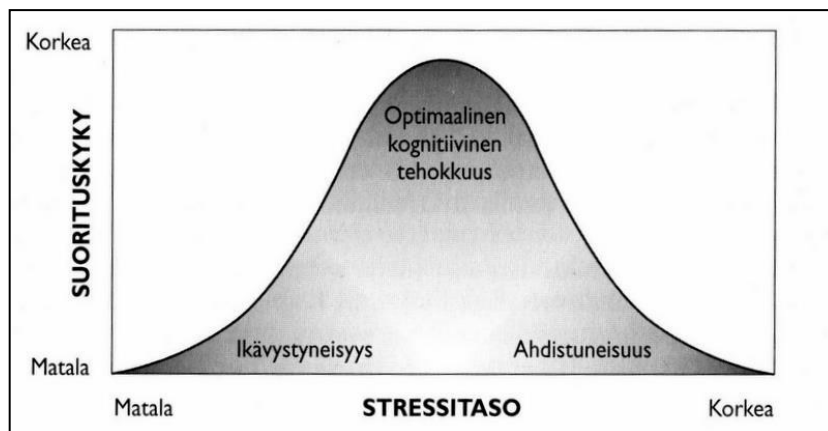 Korkea
Optimaalinen
kognitiivinen
tehokkuus
SUORITUSKYKY
Ikävystyneisyys
Ahdistuneisuus
Matala
Matala
STRESSITASO
Korkea